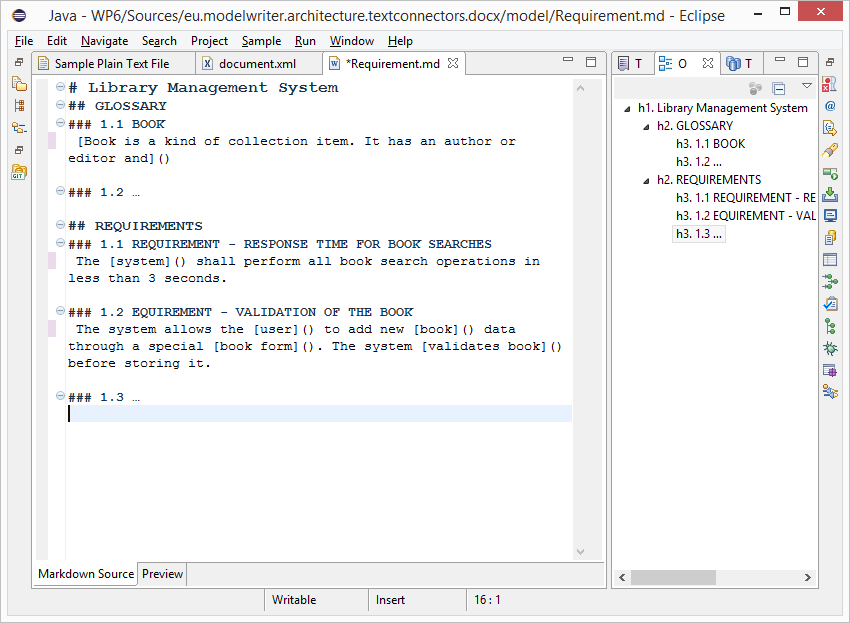 Java - WP6/Sources/eu.modelwriter.architecture.textconnectors.docx/model/Requirement.md - Eclipse
File Edit Navigate Search Project Sample Run Window Help
Sample Plain Text File document.xml *Requirement.md
# Library Management System
## GLOSSARY
### 1.1 BOOK
[Book is a kind of collection item. It has an author or
editor and]()
### 1.2 …
## REQUIREMENTS
### 1.1 REQUIREMENT - RESPONSE TIME FOR BOOK SEARCHES
The [system]() shall perform all book search operations in
less than 3 seconds.
### 1.2 EQUIREMENT - VALIDATION OF THE BOOK
The system allows the [user]() to add new [book]() data
through a special [book form](). The system [validates book]()
before storing it.
### 1.3 …
Markdown Source Preview
T O T
h1. Library Management System
h2. GLOSSARY
h3. 1.1 BOOK
h3. 1.2 ...
h2. REQUIREMENTS
h3. 1.1 REQUIREMENT - RE
h3. 1.2 EQUIREMENT - VAL
h3. 1.3 ...
GIT
Writable Insert 16 : 1